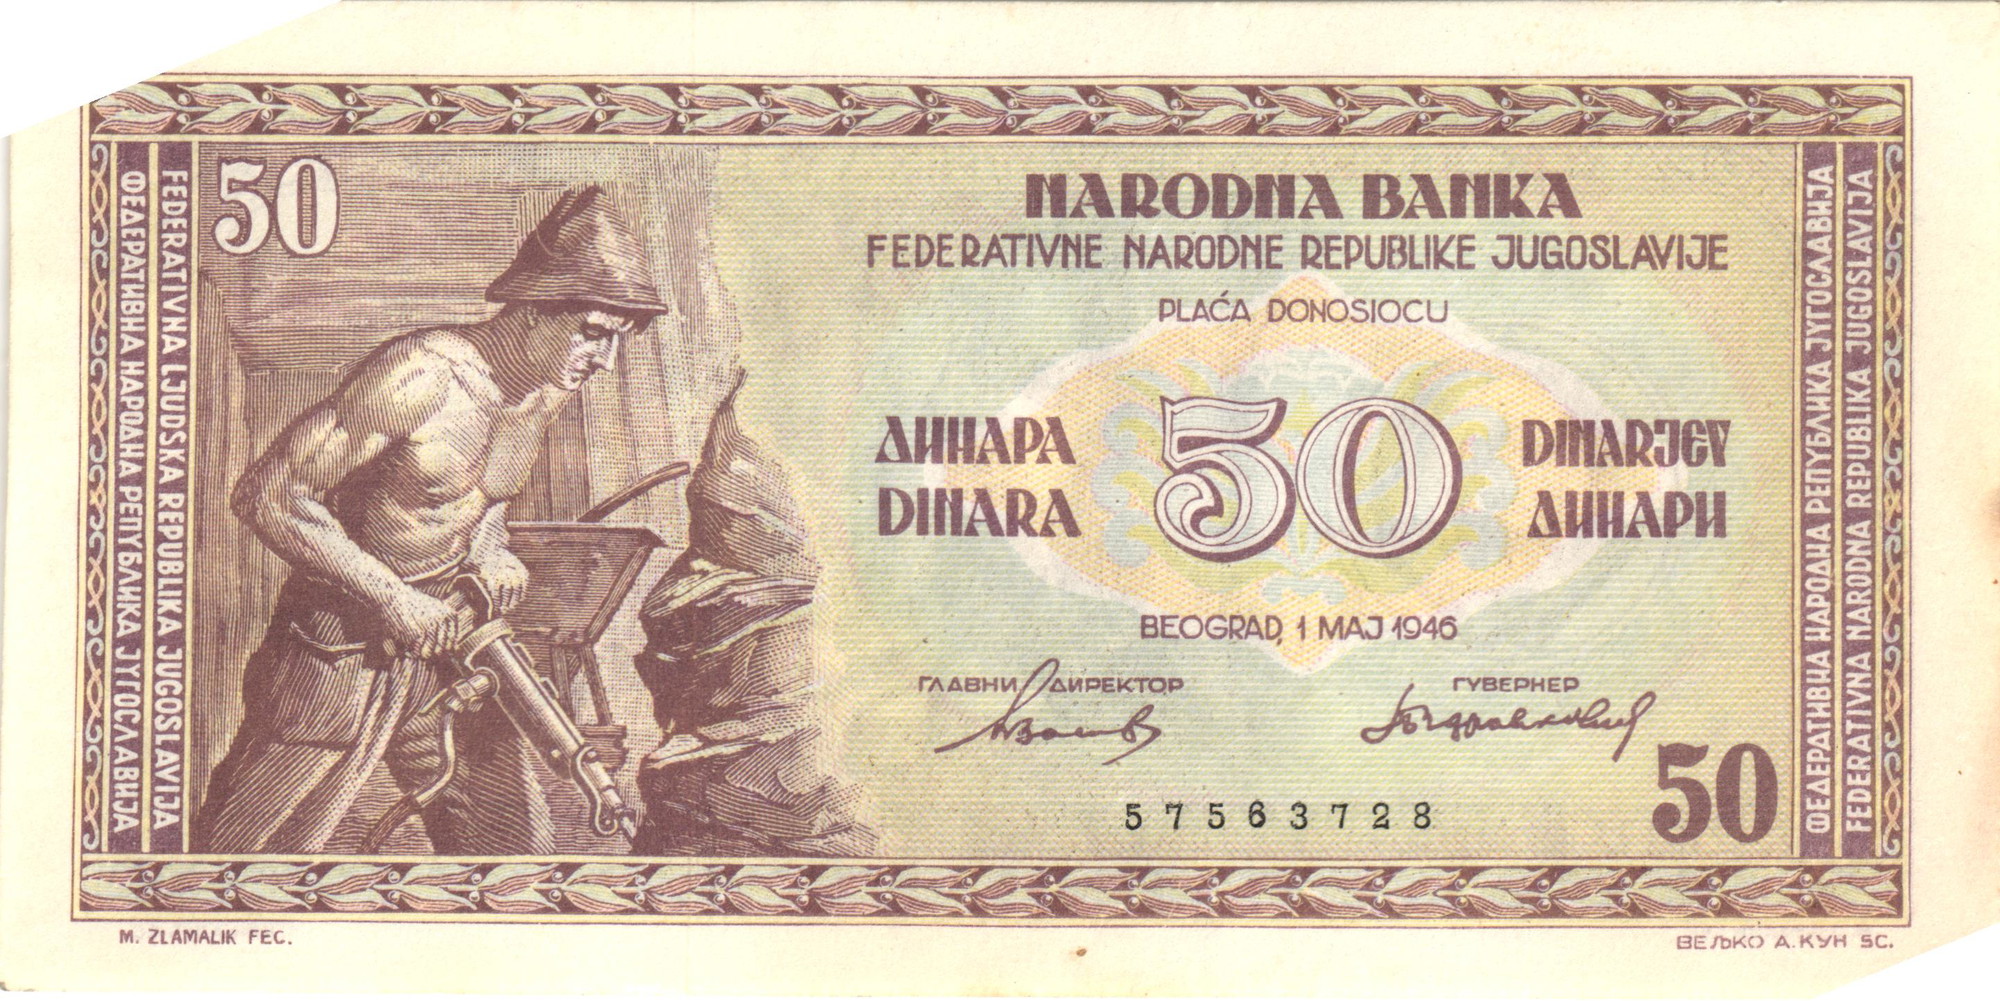 50
FEDERATIVNA LJUDSKA REPUBLIKA JUGOSLAVIJA
ФЕДЕРАТИВНА НАРОДНА РЕПУБЛИКА ЈУГОСЛАВИЈА
NARODNA BANKA
FEDERATIVNE NARODNE REPUBLIKE JUGOSLAVIJE
PLAĆA DONOSIOCU
ДИНАРА 50 DINARJEV
DINARA ДИНАРИ
BEOGRAD, 1 MAJ 1946
ГЛАВНИ ДИРЕКТОР ГУВЕРНЕР
57563728
50
ФЕДЕРАТИВНА НАРОДНА РЕПУБЛИКА ЈУГОСЛАВИЈА
FEDERATIVNA NARODNA REPUBLIKA JUGOSLAVIJA
M. ZLAMALIK FEC.
ВЕЉКО А. КУН SC.